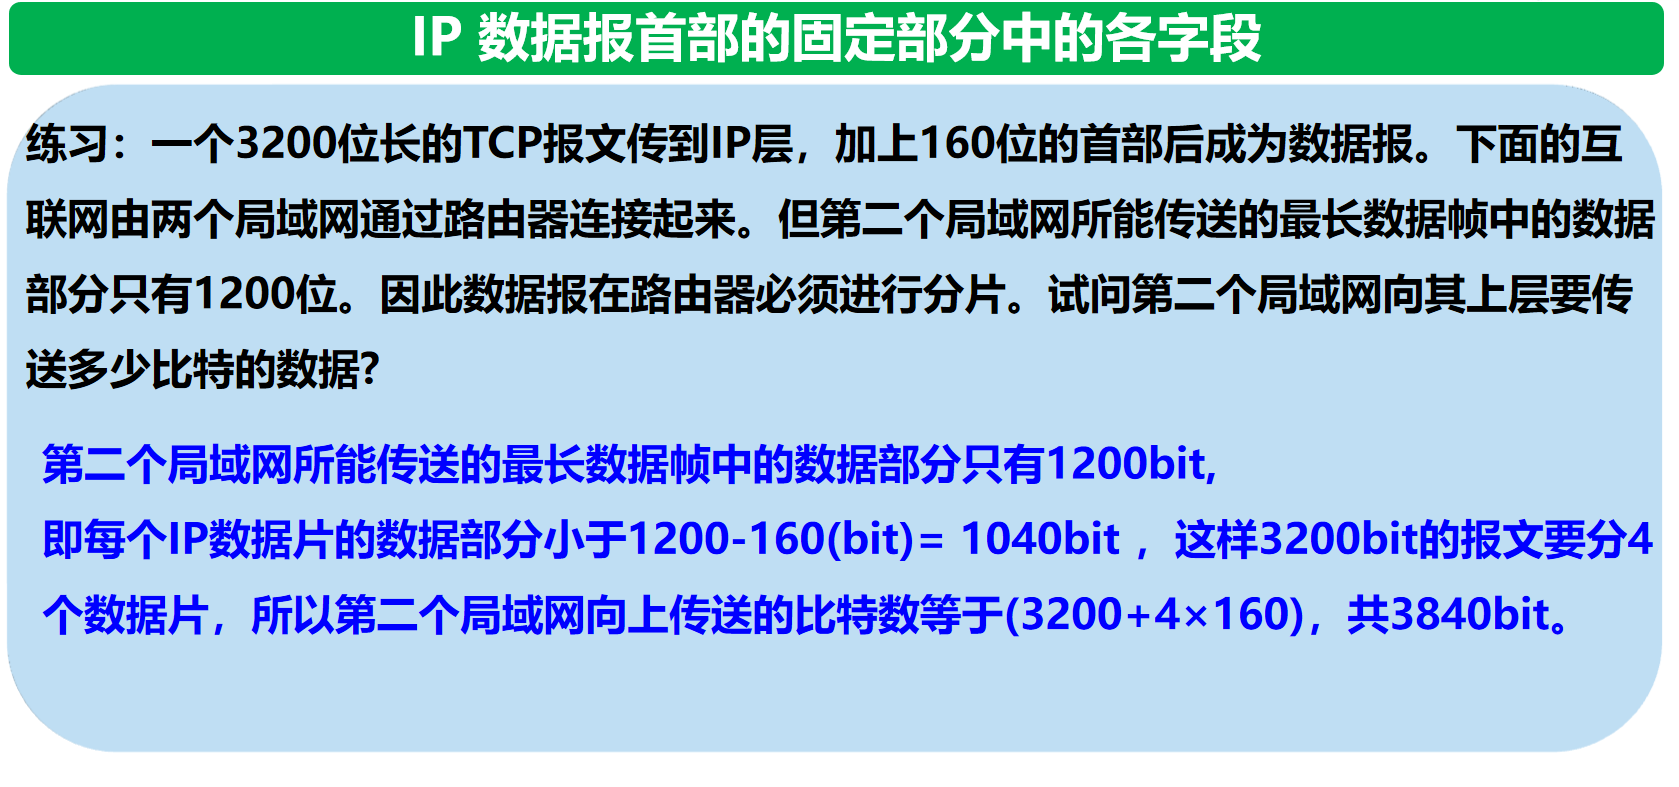 IP 数据报首部的固定部分中的各字段
练习：一个3200位长的TCP报文传到IP层，加上160位的首部后成为数据报。下面的互
联网由两个局域网通过路由器连接起来。但第二个局域网所能传送的最长数据帧中的数据
部分只有1200位。因此数据报在路由器必须进行分片。试问第二个局域网向其上层要传
送多少比特的数据?
第二个局域网所能传送的最长数据帧中的数据部分只有1200bit,
即每个IP数据片的数据部分小于1200-160(bit)= 1040bit ，这样3200bit的报文要分4
个数据片，所以第二个局域网向上传送的比特数等于(3200+4×160)，共3840bit。